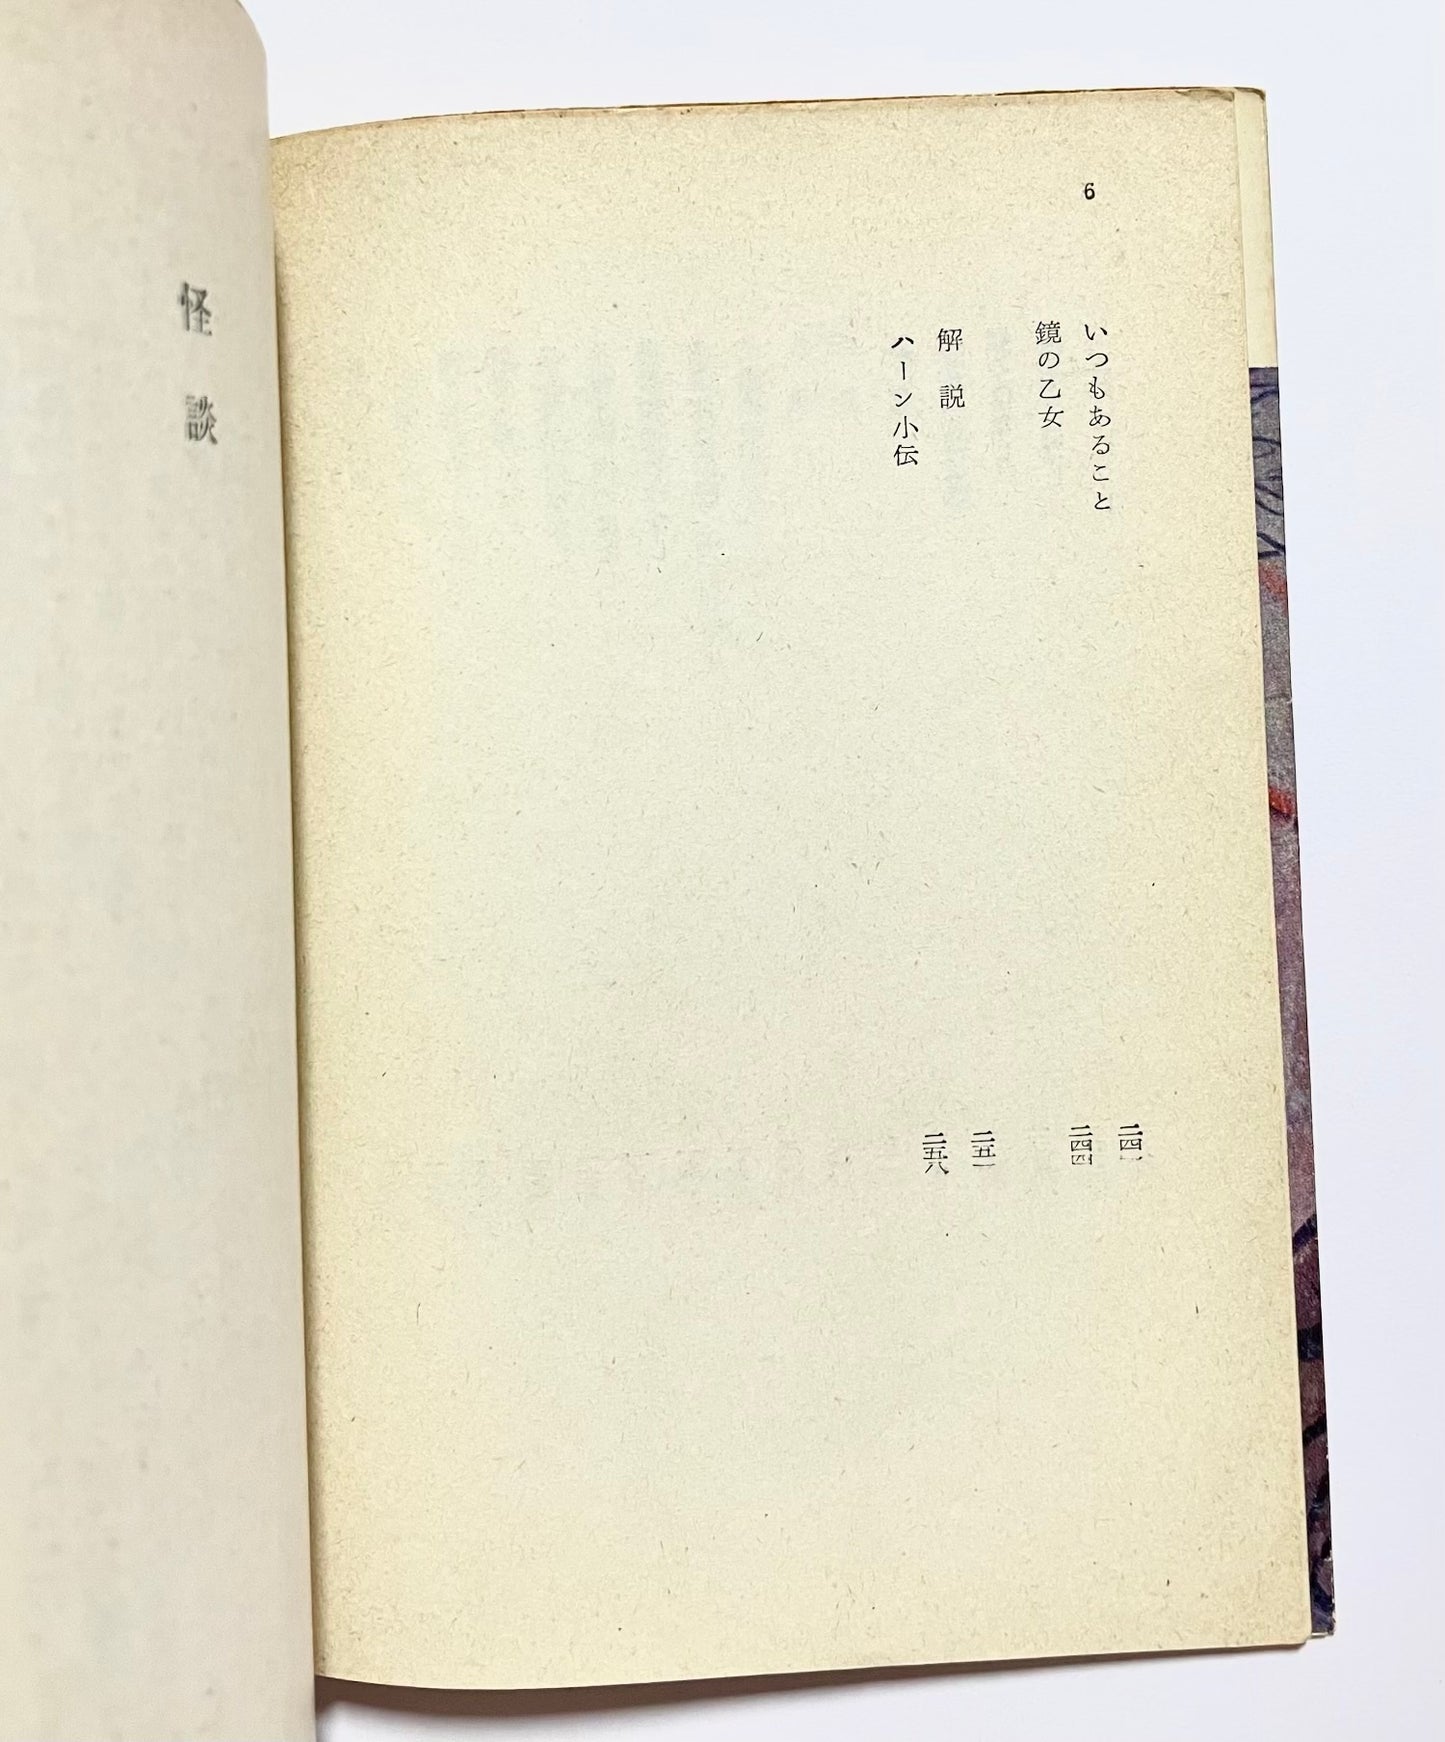 6
いつもあること 二四一
鏡の乙女 二四四
解説 二五一
ハーン小伝 二五八
怪談